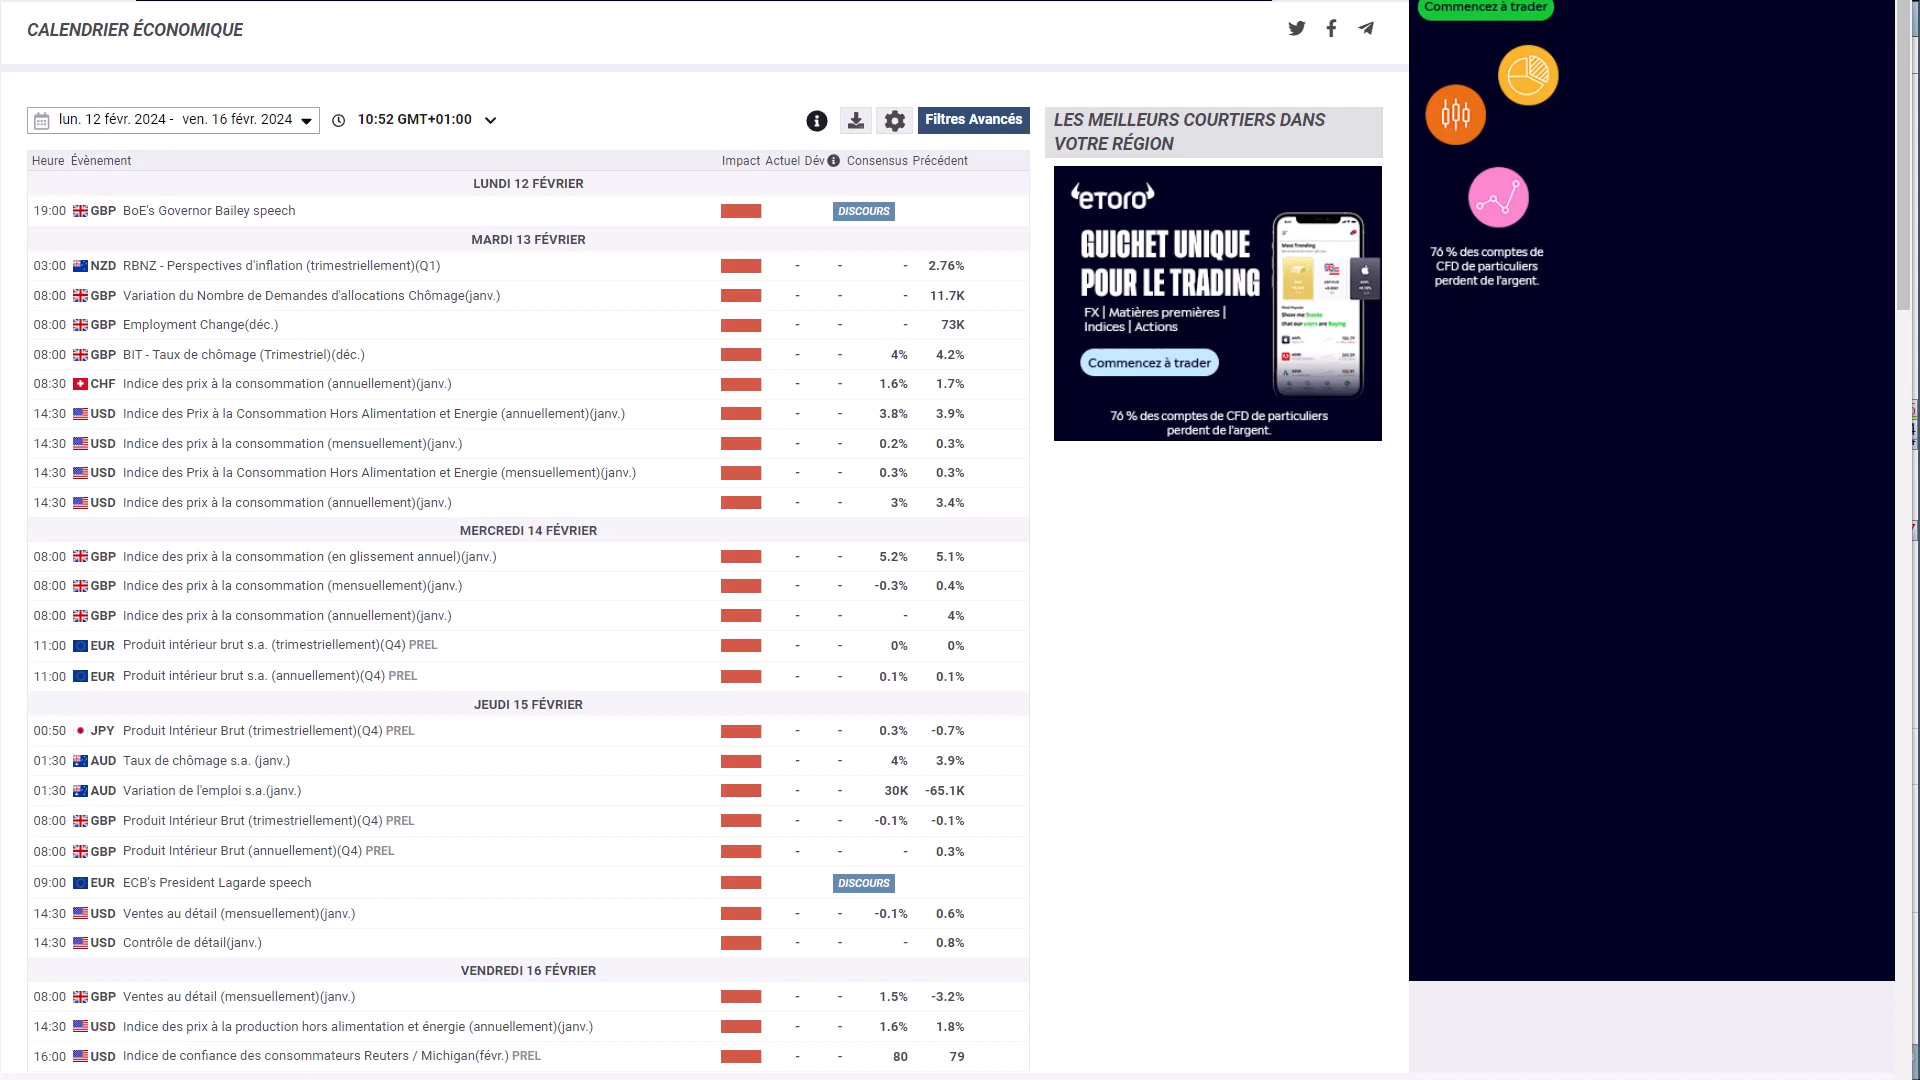 CALENDRIER ÉCONOMIQUE
lun. 12 févr. 2024 - ven. 16 févr. 2024
10:52 GMT+01:00
Filtres Avancés
Heure Évènement Impact Actuel Dév Consensus Précédent
LUNDI 12 FÉVRIER
19:00 GBP BoE's Governor Bailey speech DISCOURS
MARDI 13 FÉVRIER
03:00 NZD RBNZ - Perspectives d'inflation (trimestriellement)(Q1) - - - 2.76%
08:00 GBP Variation du Nombre de Demandes d'allocations Chômage(janv.) - - - 11.7K
08:00 GBP Employment Change(déc.) - - - 73K
08:00 GBP BIT - Taux de chômage (Trimestriel)(déc.) - - 4% 4.2%
08:30 CHF Indice des prix à la consommation (annuellement)(janv.) - - 1.6% 1.7%
14:30 USD Indice des Prix à la Consommation Hors Alimentation et Energie (annuellement)(janv.) - - 3.8% 3.9%
14:30 USD Indice des prix à la consommation (mensuellement)(janv.) - - 0.2% 0.3%
14:30 USD Indice des Prix à la Consommation Hors Alimentation et Energie (mensuellement)(janv.) - - 0.3% 0.3%
14:30 USD Indice des prix à la consommation (annuellement)(janv.) - - 3% 3.4%
MERCREDI 14 FÉVRIER
08:00 GBP Indice des prix à la consommation (en glissement annuel)(janv.) - - 5.2% 5.1%
08:00 GBP Indice des prix à la consommation (mensuellement)(janv.) - - -0.3% 0.4%
08:00 GBP Indice des prix à la consommation (annuellement)(janv.) - - - 4%
11:00 EUR Produit intérieur brut s.a. (trimestriellement)(Q4) PREL - - 0% 0%
11:00 EUR Produit intérieur brut s.a. (annuellement)(Q4) PREL - - 0.1% 0.1%
JEUDI 15 FÉVRIER
00:50 JPY Produit Intérieur Brut (trimestriellement)(Q4) PREL - - 0.3% -0.7%
01:30 AUD Taux de chômage s.a. (janv.) - - 4% 3.9%
01:30 AUD Variation de l'emploi s.a.(janv.) - - 30K -65.1K
08:00 GBP Produit Intérieur Brut (trimestriellement)(Q4) PREL - - -0.1% -0.1%
08:00 GBP Produit Intérieur Brut (annuellement)(Q4) PREL - - - 0.3%
09:00 EUR ECB's President Lagarde speech DISCOURS
14:30 USD Ventes au détail (mensuellement)(janv.) - - -0.1% 0.6%
14:30 USD Contrôle de détail(janv.) - - - 0.8%
VENDREDI 16 FÉVRIER
08:00 GBP Ventes au détail (mensuellement)(janv.) - - 1.5% -3.2%
14:30 USD Indice des prix à la production hors alimentation et énergie (annuellement)(janv.) - - 1.6% 1.8%
16:00 USD Indice de confiance des consommateurs Reuters / Michigan(févr.) PREL - - 80 79
LES MEILLEURS COURTIERS DANS
VOTRE RÉGION
eToro
GUICHET UNIQUE
POUR LE TRADING
FX | Matières premières |
Indices | Actions
Commencez à trader
Most Trending
76 % des comptes de CFD de particuliers
perdent de l'argent.
Commencez à trader
76 % des comptes de
CFD de particuliers
perdent de l'argent.